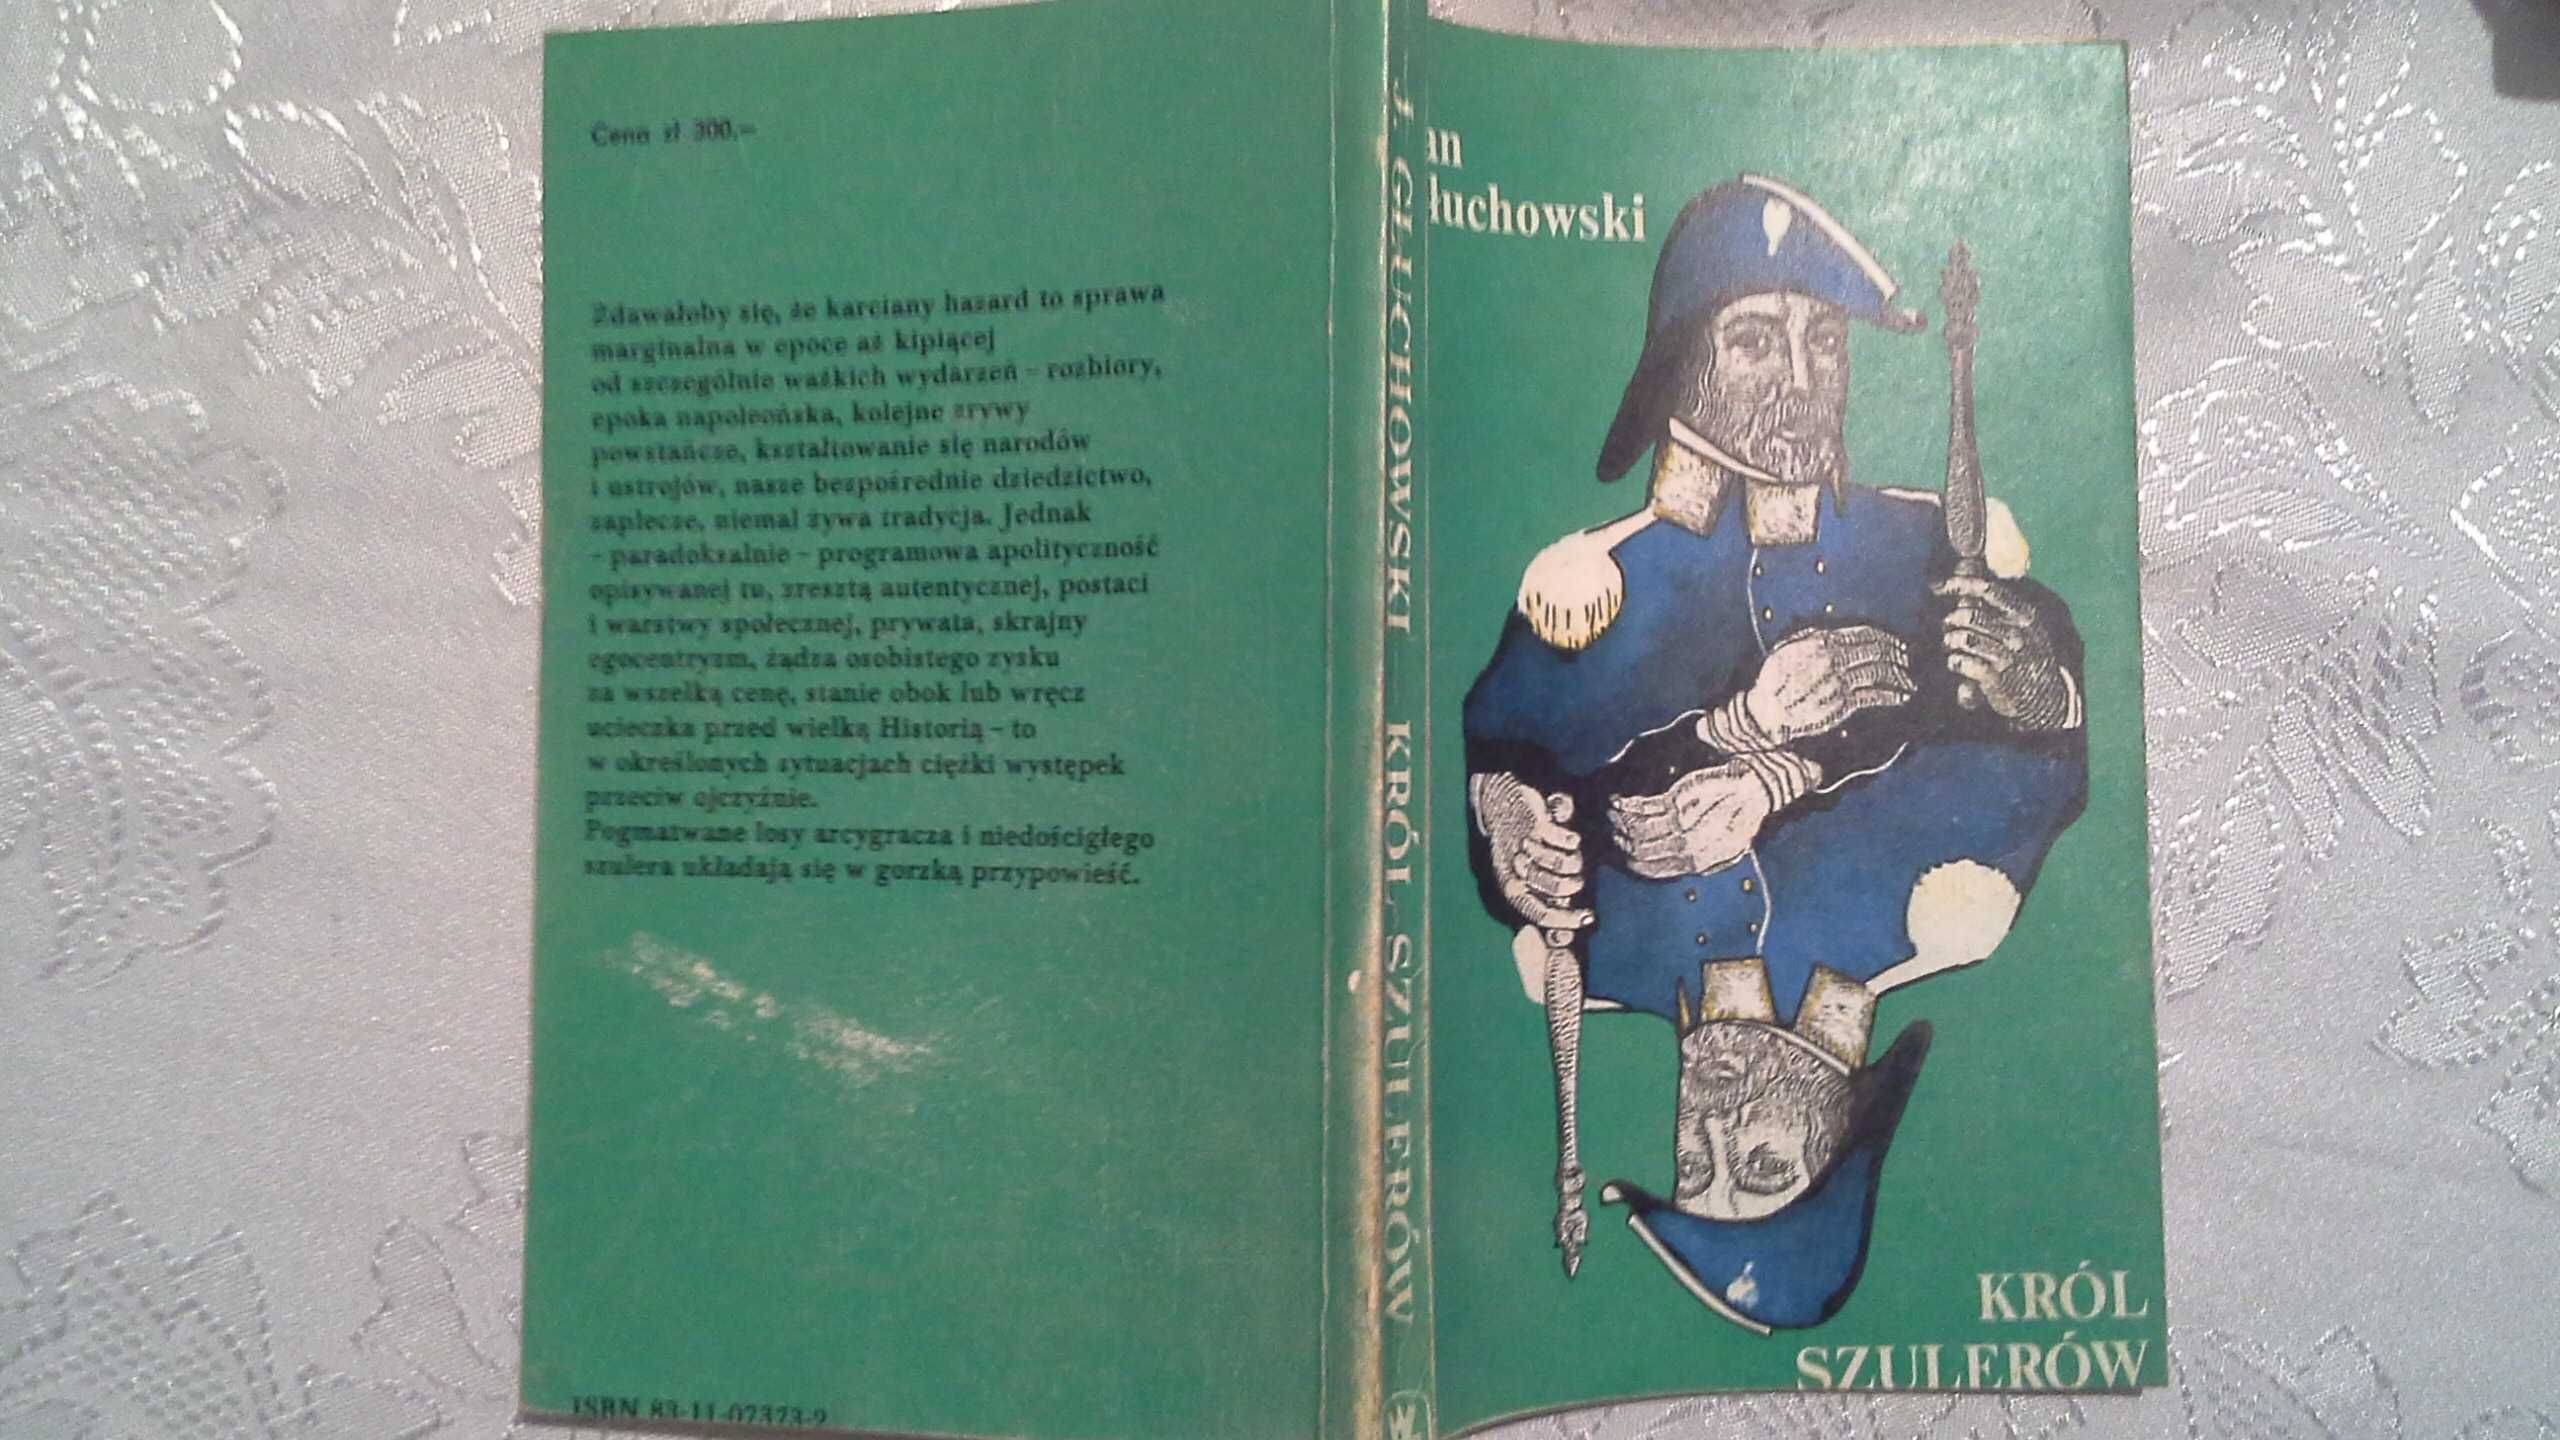 Cena zł 300,—
Zdawałoby się, że karciany hazard to sprawa
marginalna w epoce aż kipiącej
od szczególnie ważkich wydarzeń – rozbiory,
epoka napoleońska, kolejne zrywy
powstańcze, kształtowanie się narodów
i ustrojów, nasze bezpośrednie dziedzictwo,
zaplecze, niemal żywa tradycja. Jednak
– paradoksalnie – programowa apolityczność
opisywanej tu, zresztą autentycznej, postaci
i warstwy społecznej, prywata, skrajny
egocentryzm, żądza osobistego zysku
za wszelką cenę, stanie obok lub wręcz
ucieczka przed wielką Historią – to
w określonych sytuacjach ciężki występek
przeciw ojczyźnie.
Pogmatwane losy arcygracza i niedościgłego
szulera układają się w gorzką przypowieść.
ISBN 83-11-07373-9
J. GŁUCHOWSKI – KRÓL SZULERÓW
an
łuchowski
KRÓL
SZULERÓW